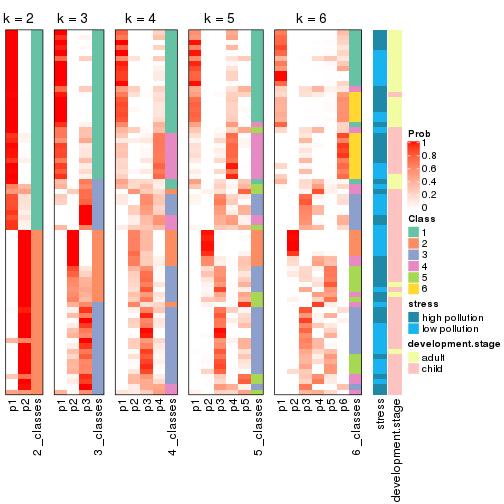 k = 2 k = 3 k = 4 k = 5 k = 6
Prob
1
0.8
0.6
0.4
0.2
0
Class
1
2
3
4
5
6
stress
high pollution
low pollution
development.stage
adult
child
p1 p2 2_classes p1 p2 p3 3_classes p1 p2 p3 p4 4_classes p1 p2 p3 p4 p5 5_classes p1 p2 p3 p4 p5 p6 6_classes stress development.stage